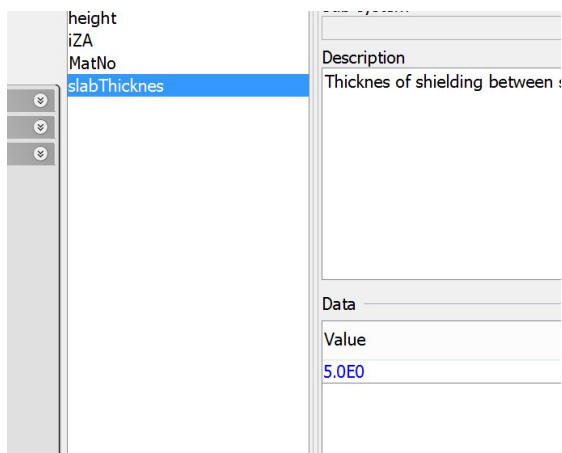 height
iZA
MatNo
slabThicknes
Description
Thicknes of shielding between
Data
Value
5.0E0